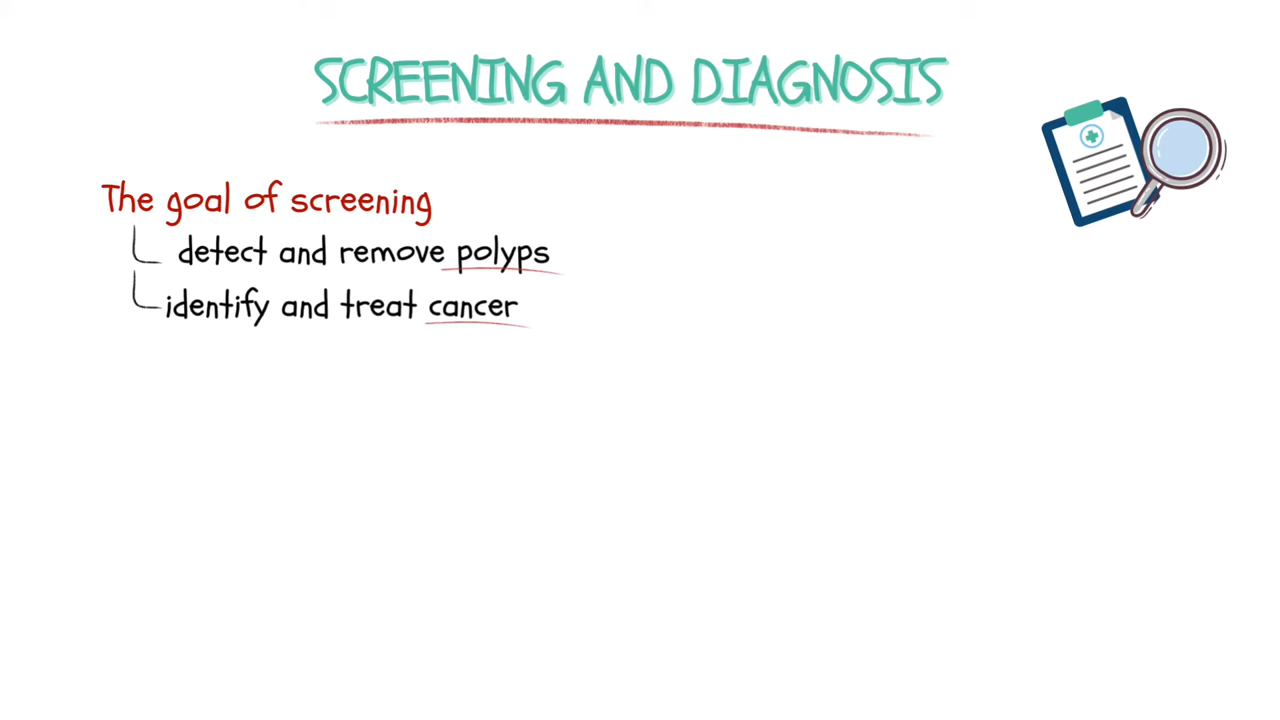 SCREENING AND DIAGNOSIS
The goal of screening
detect and remove polyps
identify and treat cancer